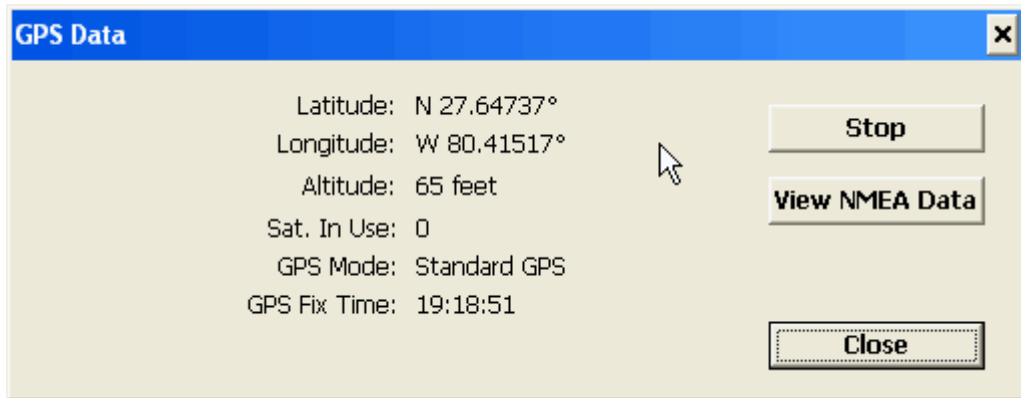 GPS Data
Latitude: N 27.64737°
Longitude: W 80.41517°
Altitude: 65 feet
Sat. In Use: 0
GPS Mode: Standard GPS
GPS Fix Time: 19:18:51
Stop
View NMEA Data
Close